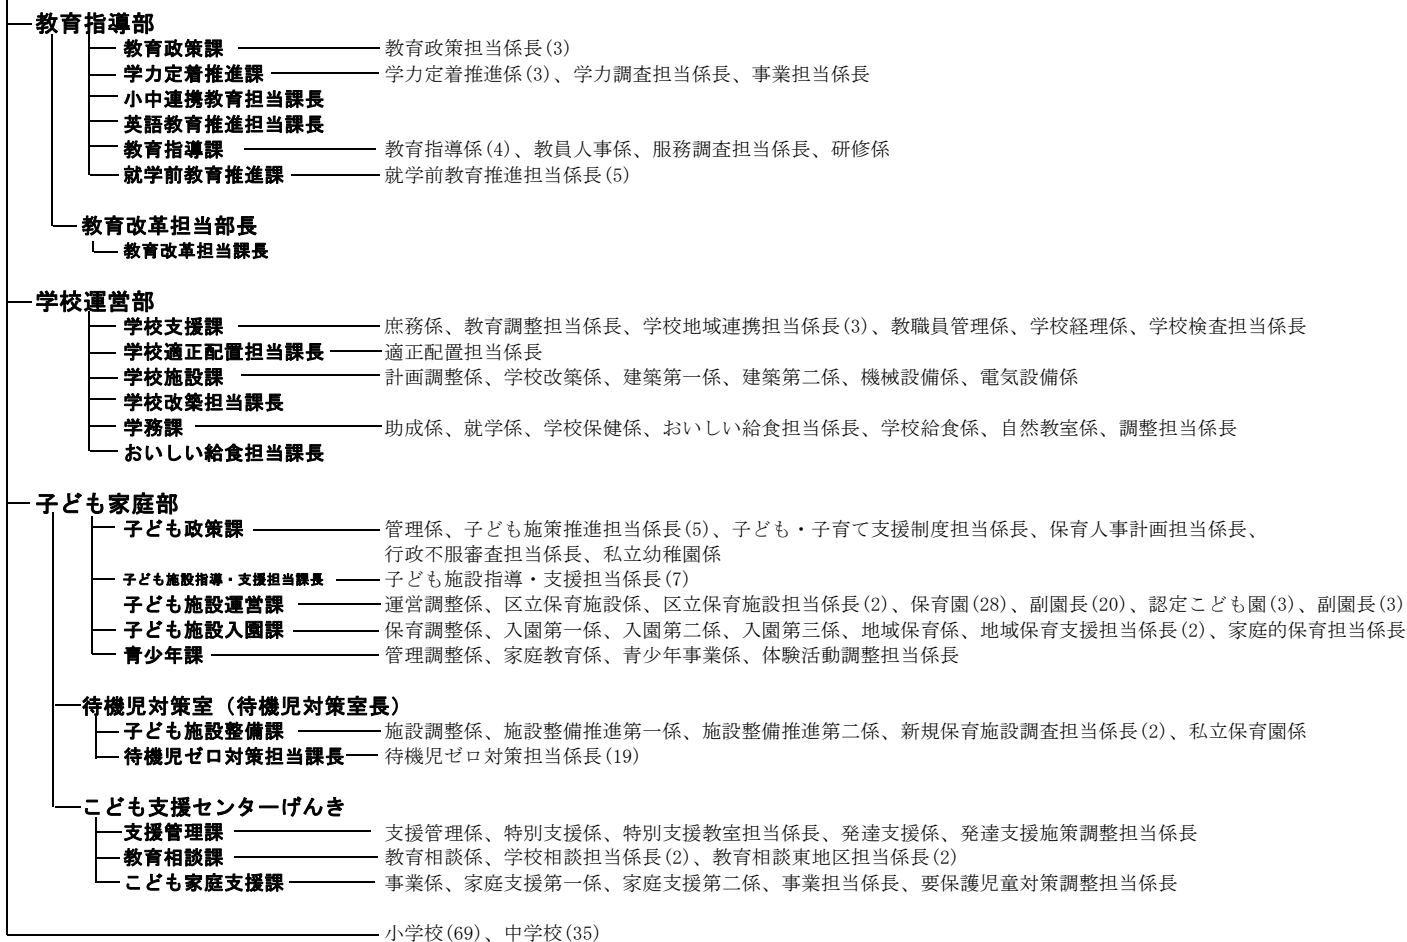 教育指導部
教育政策課 教育政策担当係長(3)
学力定着推進課 学力定着推進係(3)、学力調査担当係長、事業担当係長
小中連携教育担当課長
英語教育推進担当課長
教育指導課 教育指導係(4)、教員人事係、服務調査担当係長、研修係
就学前教育推進課 就学前教育推進担当係長(5)
教育改革担当部長
教育改革担当課長
学校運営部
学校支援課 庶務係、教育調整担当係長、学校地域連携担当係長(3)、教職員管理係、学校経理係、学校検査担当係長
学校適正配置担当課長 適正配置担当係長
学校施設課 計画調整係、学校改築係、建築第一係、建築第二係、機械設備係、電気設備係
学校改築担当課長
学務課 助成係、就学係、学校保健係、おいしい給食担当係長、学校給食係、自然教室係、調整担当係長
おいしい給食担当課長
子ども家庭部
子ども政策課 管理係、子ども施策推進担当係長(5)、子ども・子育て支援制度担当係長、保育人事計画担当係長、
行政不服審査担当係長、私立幼稚園係
子ども施設指導・支援担当課長 子ども施設指導・支援担当係長(7)
子ども施設運営課 運営調整係、区立保育施設係、区立保育施設担当係長(2)、保育園(28)、副園長(20)、認定こども園(3)、副園長(3)
子ども施設入園課 保育調整係、入園第一係、入園第二係、入園第三係、地域保育係、地域保育支援担当係長(2)、家庭的保育担当係長
青少年課 管理調整係、家庭教育係、青少年事業係、体験活動調整担当係長
待機児対策室（待機児対策室長）
子ども施設整備課 施設調整係、施設整備推進第一係、施設整備推進第二係、新規保育施設調査担当係長(2)、私立保育園係
待機児ゼロ対策担当課長 待機児ゼロ対策担当係長(19)
こども支援センターげんき
支援管理課 支援管理係、特別支援係、特別支援教室担当係長、発達支援係、発達支援施策調整担当係長
教育相談課 教育相談係、学校相談担当係長(2)、教育相談東地区担当係長(2)
こども家庭支援課 事業係、家庭支援第一係、家庭支援第二係、事業担当係長、要保護児童対策調整担当係長
小学校(69)、中学校(35)